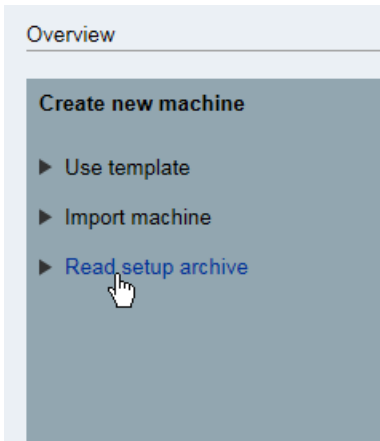 Overview
Create new machine
Use template
Import machine
Read setup archive